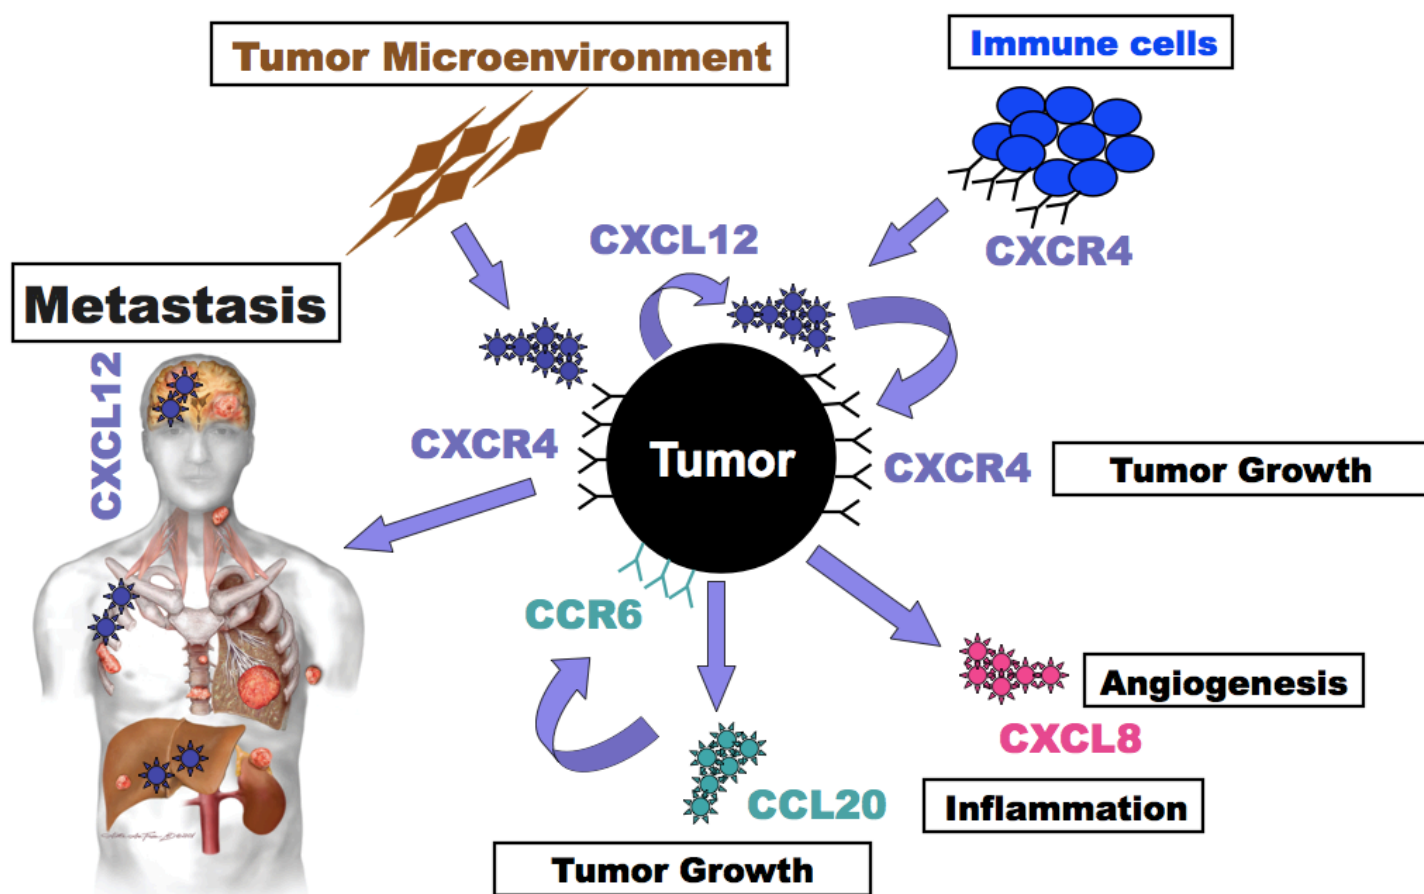 Tumor Microenvironment
Immune cells
CXCL12
CXCR4
Metastasis
CXCL12
CXCR4
Tumor
CXCR4
Tumor Growth
CCR6
Angiogenesis
CXCL8
CCL20
Inflammation
Tumor Growth